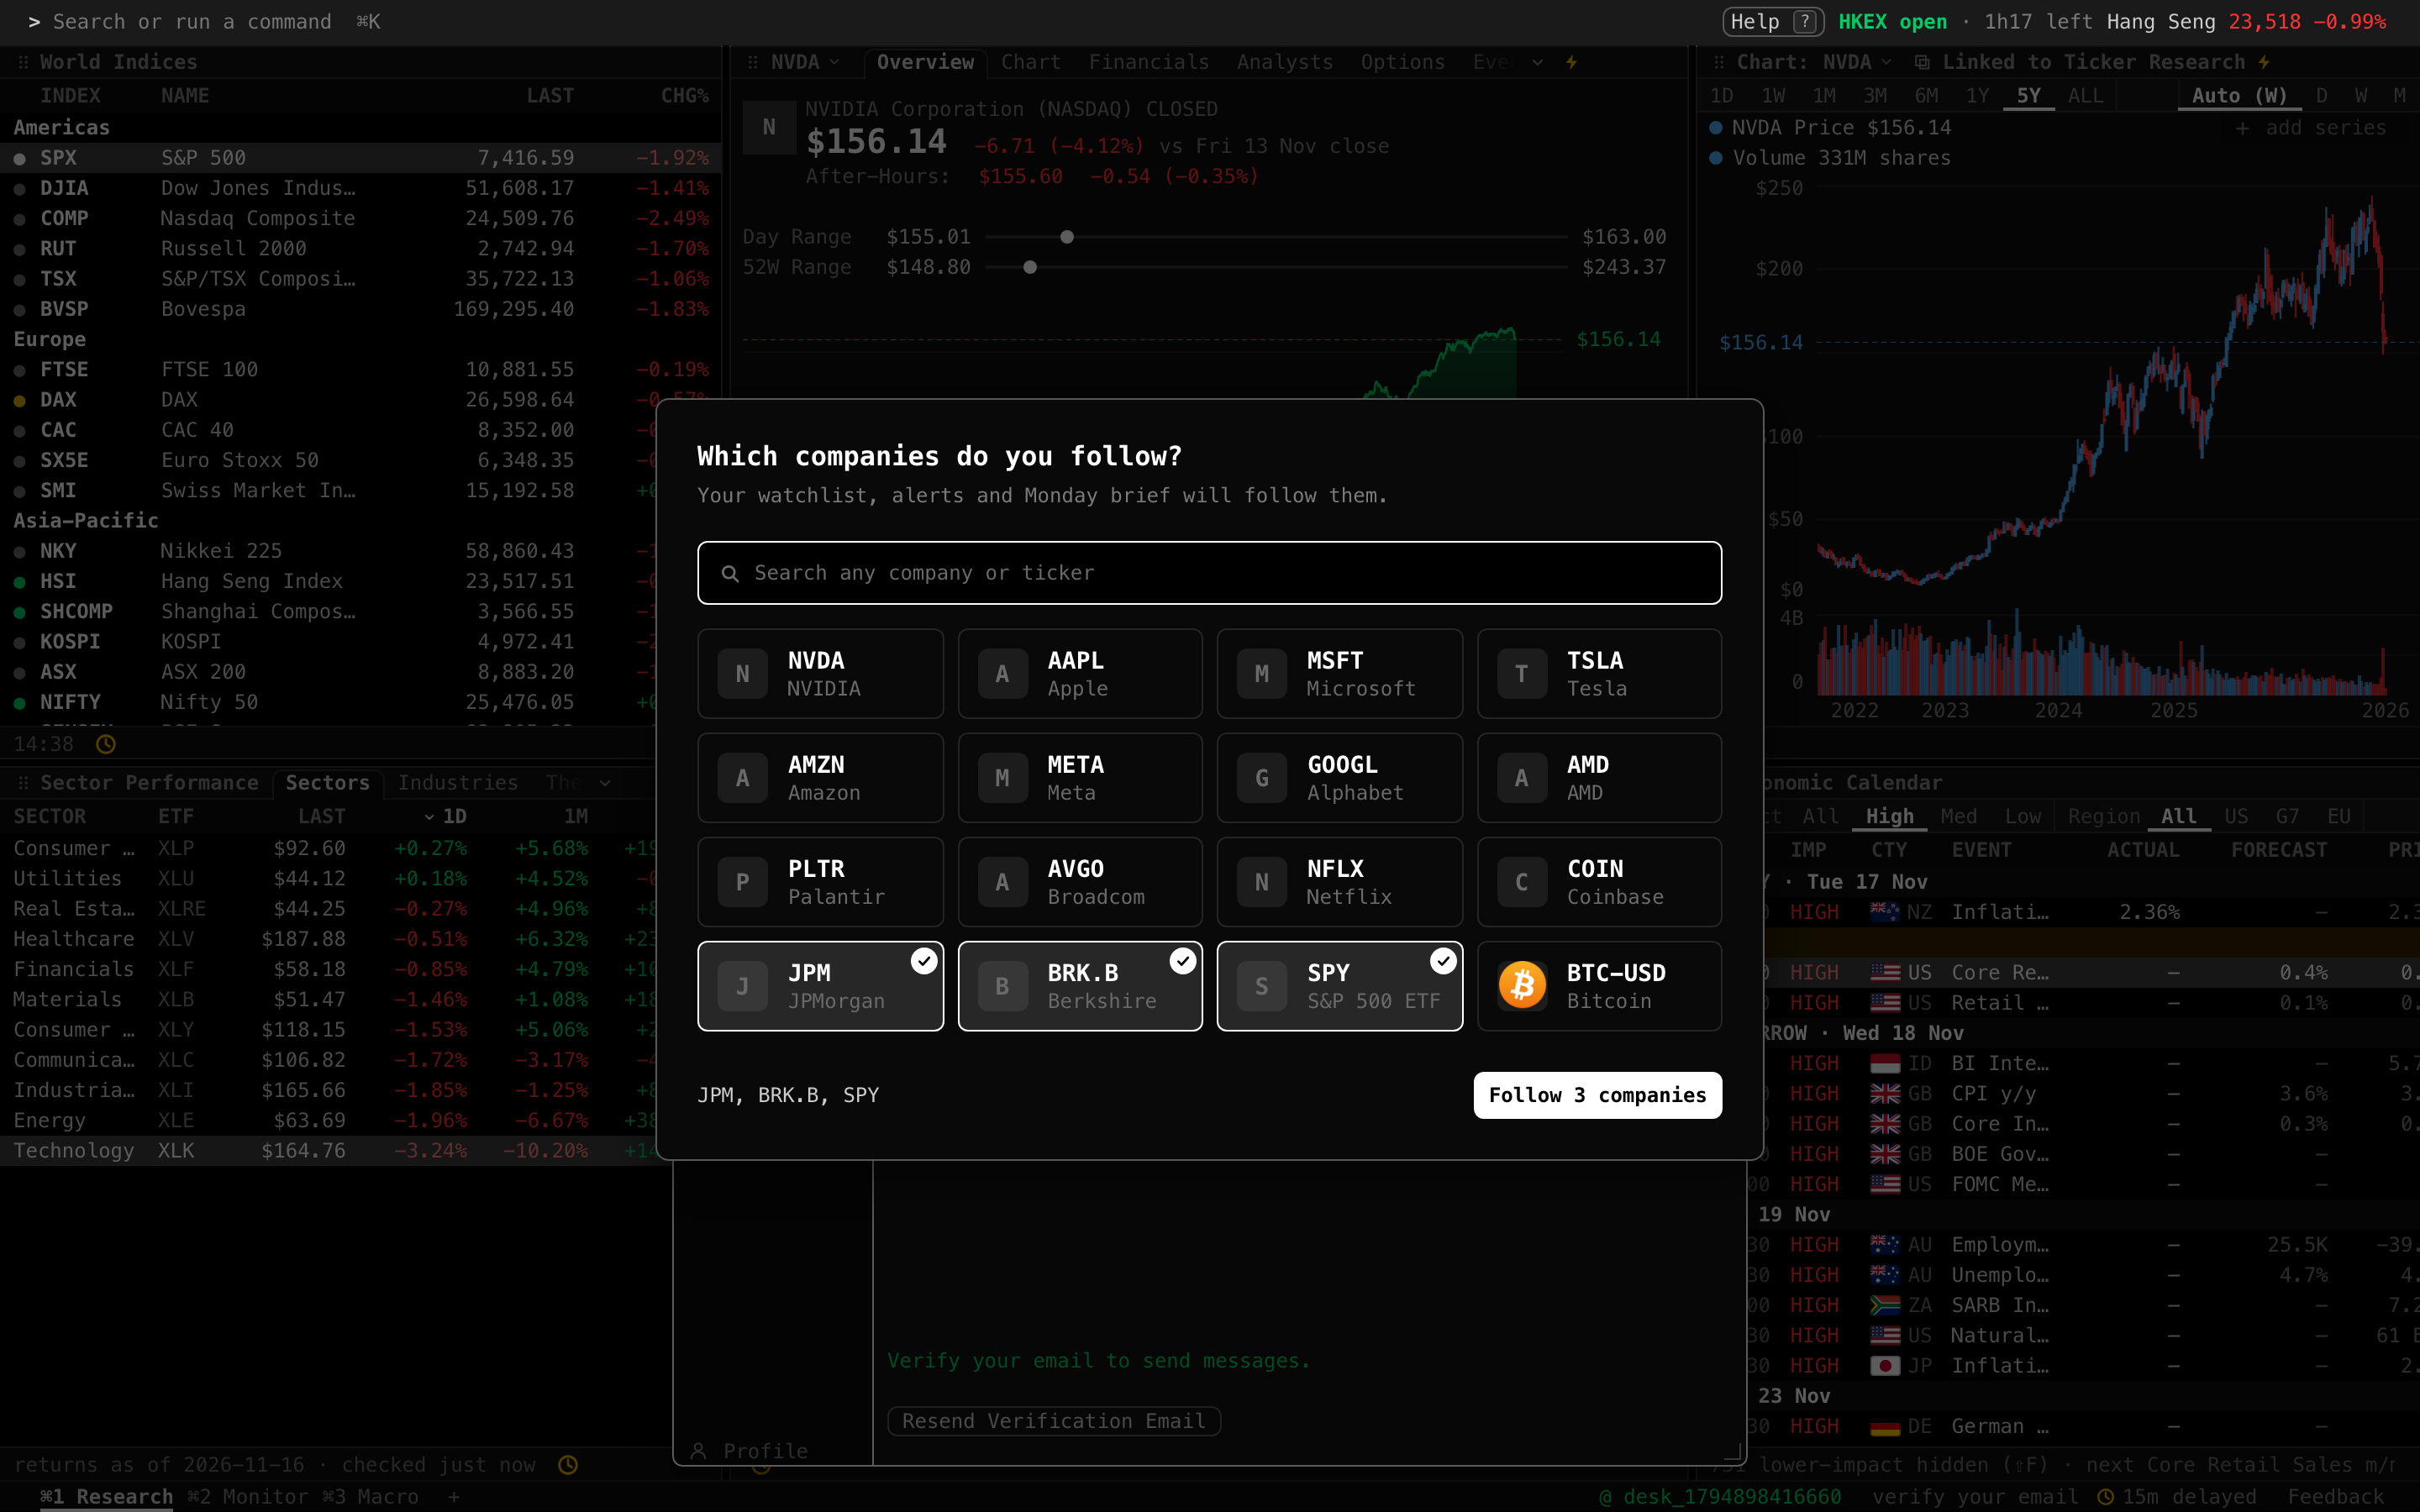 > Search or run a command ⌘K
Help ? HKEX open · 1h17 left Hang Seng 23,518 −0.99%
World Indices
INDEX NAME LAST CHG%
Americas
SPX S&P 500 7,416.59 −1.92%
DJIA Dow Jones Indus… 51,608.17 −1.41%
COMP Nasdaq Composite 24,509.76 −2.49%
RUT Russell 2000 2,742.94 −1.70%
TSX S&P/TSX Composi… 35,722.13 −1.06%
BVSP Bovespa 169,295.40 −1.83%
Europe
FTSE FTSE 100 10,881.55 −0.19%
DAX DAX 26,598.64
CAC CAC 40 8,352.00
SX5E Euro Stoxx 50 6,348.35
SMI Swiss Market In… 15,192.58
Asia−Pacific
NKY Nikkei 225 58,860.43
HSI Hang Seng Index 23,517.51
SHCOMP Shanghai Compos… 3,566.55
KOSPI KOSPI 4,972.41
ASX ASX 200 8,883.20
NIFTY Nifty 50 25,476.05
14:38
NVDA Overview Chart Financials Analysts Options
N
NVIDIA Corporation (NASDAQ) CLOSED
$156.14 −6.71 (−4.12%) vs Fri 13 Nov close
After-Hours: $155.60 −0.54 (−0.35%)
Day Range $155.01 $163.00
52W Range $148.80 $243.37
$156.14
Chart: NVDA Linked to Ticker Research
1D 1W 1M 3M 6M 1Y 5Y ALL Auto (W) D W M
NVDA Price $156.14 + add series
Volume 331M shares
$250
$200
$156.14
$100
$50
$0
4B
0
2022 2023 2024 2025 2026
Which companies do you follow?
Your watchlist, alerts and Monday brief will follow them.
Search any company or ticker
N NVDA NVIDIA
A AAPL Apple
M MSFT Microsoft
T TSLA Tesla
A AMZN Amazon
M META Meta
G GOOGL Alphabet
A AMD AMD
P PLTR Palantir
A AVGO Broadcom
N NFLX Netflix
C COIN Coinbase
J JPM JPMorgan
B BRK.B Berkshire
S SPY S&P 500 ETF
BTC−USD Bitcoin
JPM, BRK.B, SPY
Follow 3 companies
Sector Performance Sectors Industries
SECTOR ETF LAST 1D 1M
Consumer … XLP $92.60 +0.27% +5.68%
Utilities XLU $44.12 +0.18% +4.52%
Real Esta… XLRE $44.25 −0.27% +4.96%
Healthcare XLV $187.88 −0.51% +6.32%
Financials XLF $58.18 −0.85% +4.79%
Materials XLB $51.47 −1.46% +1.08%
Consumer … XLY $118.15 −1.53% +5.06%
Communica… XLC $106.82 −1.72% −3.17%
Industria… XLI $165.66 −1.85% −1.25%
Energy XLE $63.69 −1.96% −6.67%
Technology XLK $164.76 −3.24% −10.20%
returns as of 2026−11−16 · checked just now
Verify your email to send messages.
Resend Verification Email
Profile
Calendar
All High Med Low Region All US G7 EU
IMP CTY EVENT ACTUAL FORECAST
· Tue 17 Nov
HIGH NZ Inflati… 2.36% −
HIGH US Core Re… − 0.4%
HIGH US Retail … − 0.1%
· Wed 18 Nov
HIGH ID BI Inte… − −
HIGH GB CPI y/y − 3.6%
HIGH GB Core In… − 0.3%
HIGH GB BOE Gov… − −
HIGH US FOMC Me… − −
19 Nov
HIGH AU Employm… − 25.5K
HIGH AU Unemplo… − 4.7%
HIGH ZA SARB In… − −
HIGH US Natural… − −
HIGH JP Inflati… − −
23 Nov
HIGH DE German … − −
lower−impact hidden (⇧F) · next Core Retail Sales
⌘1 Research ⌘2 Monitor ⌘3 Macro +
@ desk_1794898416660 verify your email 15m delayed Feedback